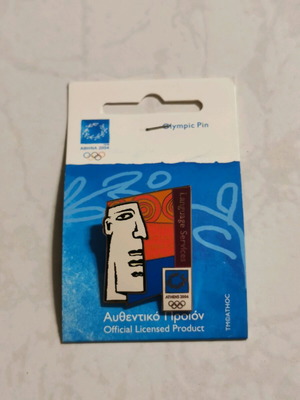 ATHENS 2004
Olympic Pin
Language Services
ATHENS 2004
Αυθεντικό Προϊόν
Official Licensed Product